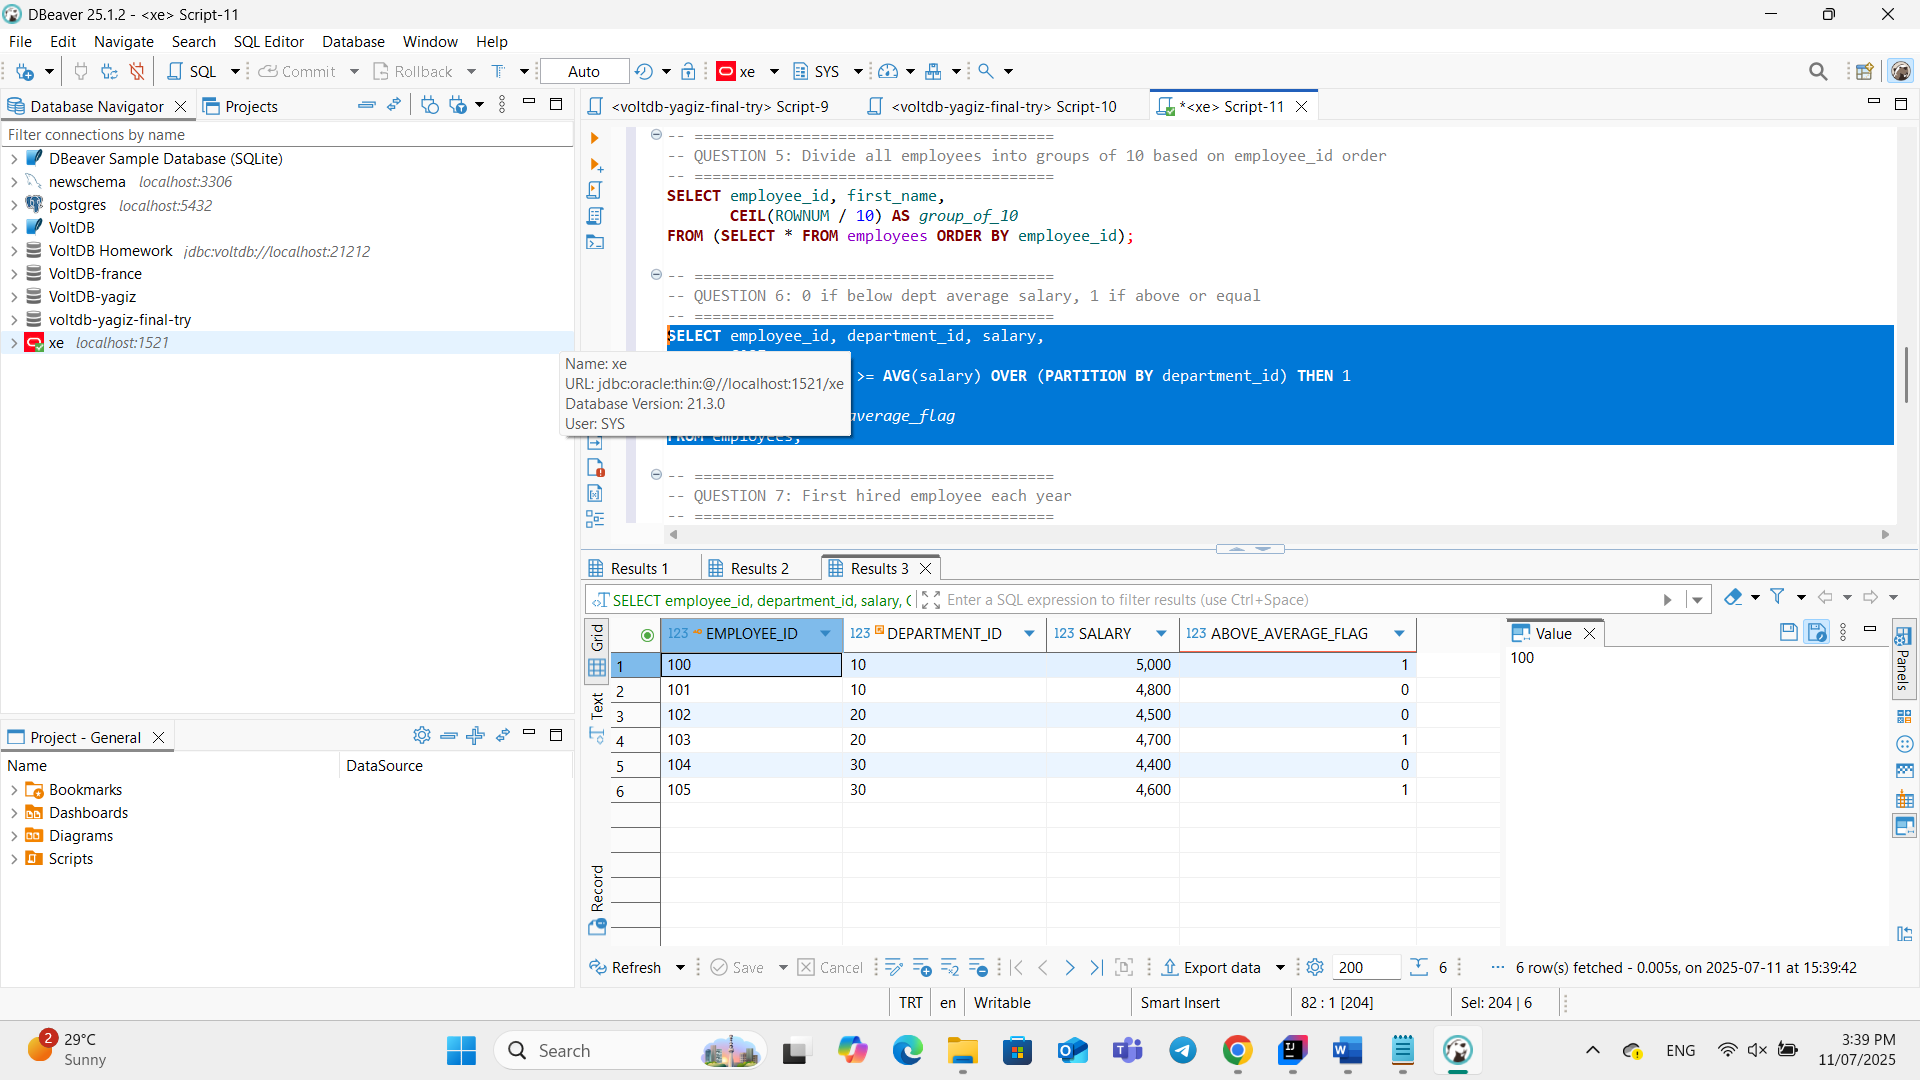 DBeaver 25.1.2 - <xe> Script-11
File Edit Navigate Search SQL Editor Database Window Help
SQL Commit Rollback Auto xe SYS
Database Navigator Projects
Filter connections by name
DBeaver Sample Database (SQLite)
newschema localhost:3306
postgres localhost:5432
VoltDB
VoltDB Homework jdbc:voltdb://localhost:21212
VoltDB-france
VoltDB-yagiz
voltdb-yagiz-final-try
xe localhost:1521
Name: xe
URL: jdbc:oracle:thin:@//localhost:1521/xe
Database Version: 21.3.0
User: SYS
Project - General
Name DataSource
Bookmarks
Dashboards
Diagrams
Scripts
<voltdb-yagiz-final-try> Script-9 <voltdb-yagiz-final-try> Script-10 *<xe> Script-11
-- ========================================
-- QUESTION 5: Divide all employees into groups of 10 based on employee_id order
-- ========================================
SELECT employee_id, first_name,
CEIL(ROWNUM / 10) AS group_of_10
FROM (SELECT * FROM employees ORDER BY employee_id);
-- ========================================
-- QUESTION 6: 0 if below dept average salary, 1 if above or equal
-- ========================================
SELECT employee_id, department_id, salary,
>= AVG(salary) OVER (PARTITION BY department_id) THEN 1
average_flag
FROM employees;
-- ========================================
-- QUESTION 7: First hired employee each year
-- ========================================
Results 1 Results 2 Results 3
SELECT employee_id, department_id, salary, Enter a SQL expression to filter results (use Ctrl+Space)
Grid
Text
Record
123 EMPLOYEE_ID 123 DEPARTMENT_ID 123 SALARY 123 ABOVE_AVERAGE_FLAG
1 100 10 5,000 1
2 101 10 4,800 0
3 102 20 4,500 0
4 103 20 4,700 1
5 104 30 4,400 0
6 105 30 4,600 1
Value
100
Panels
Refresh Save Cancel Export data 200 6 ... 6 row(s) fetched - 0.005s, on 2025-07-11 at 15:39:42
TRT en Writable Smart Insert 82 : 1 [204] Sel: 204 | 6
2 29°C
Sunny
Search
ENG
3:39 PM
11/07/2025